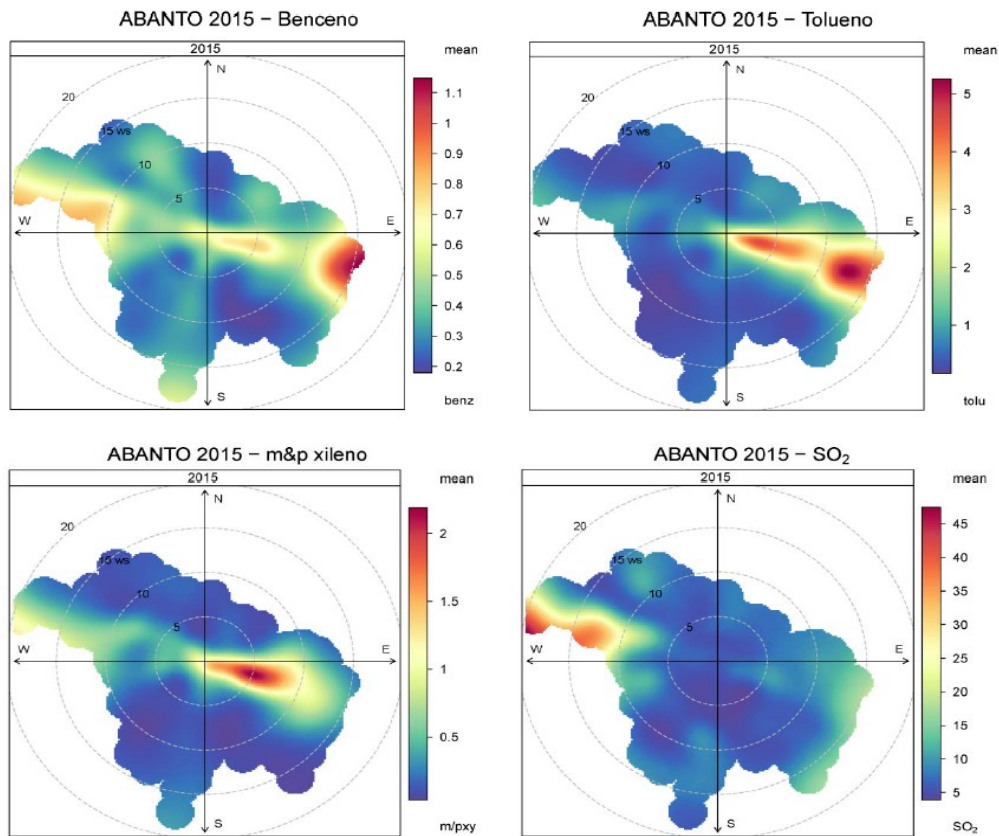 ABANTO 2015 − Benceno
mean
2015
N
20
15 ws
10
5
W
E
S
1.1
1
0.9
0.8
0.7
0.6
0.5
0.4
0.3
0.2
benz
ABANTO 2015 − Tolueno
mean
2015
N
20
15 ws
10
5
W
E
S
5
4
3
2
1
tolu
ABANTO 2015 − m&p xileno
mean
2015
N
20
15 ws
10
5
W
E
S
2
1.5
1
0.5
m/pxy
ABANTO 2015 − SO₂
mean
2015
N
20
15 ws
10
5
W
E
S
45
40
35
30
25
20
15
10
5
SO₂